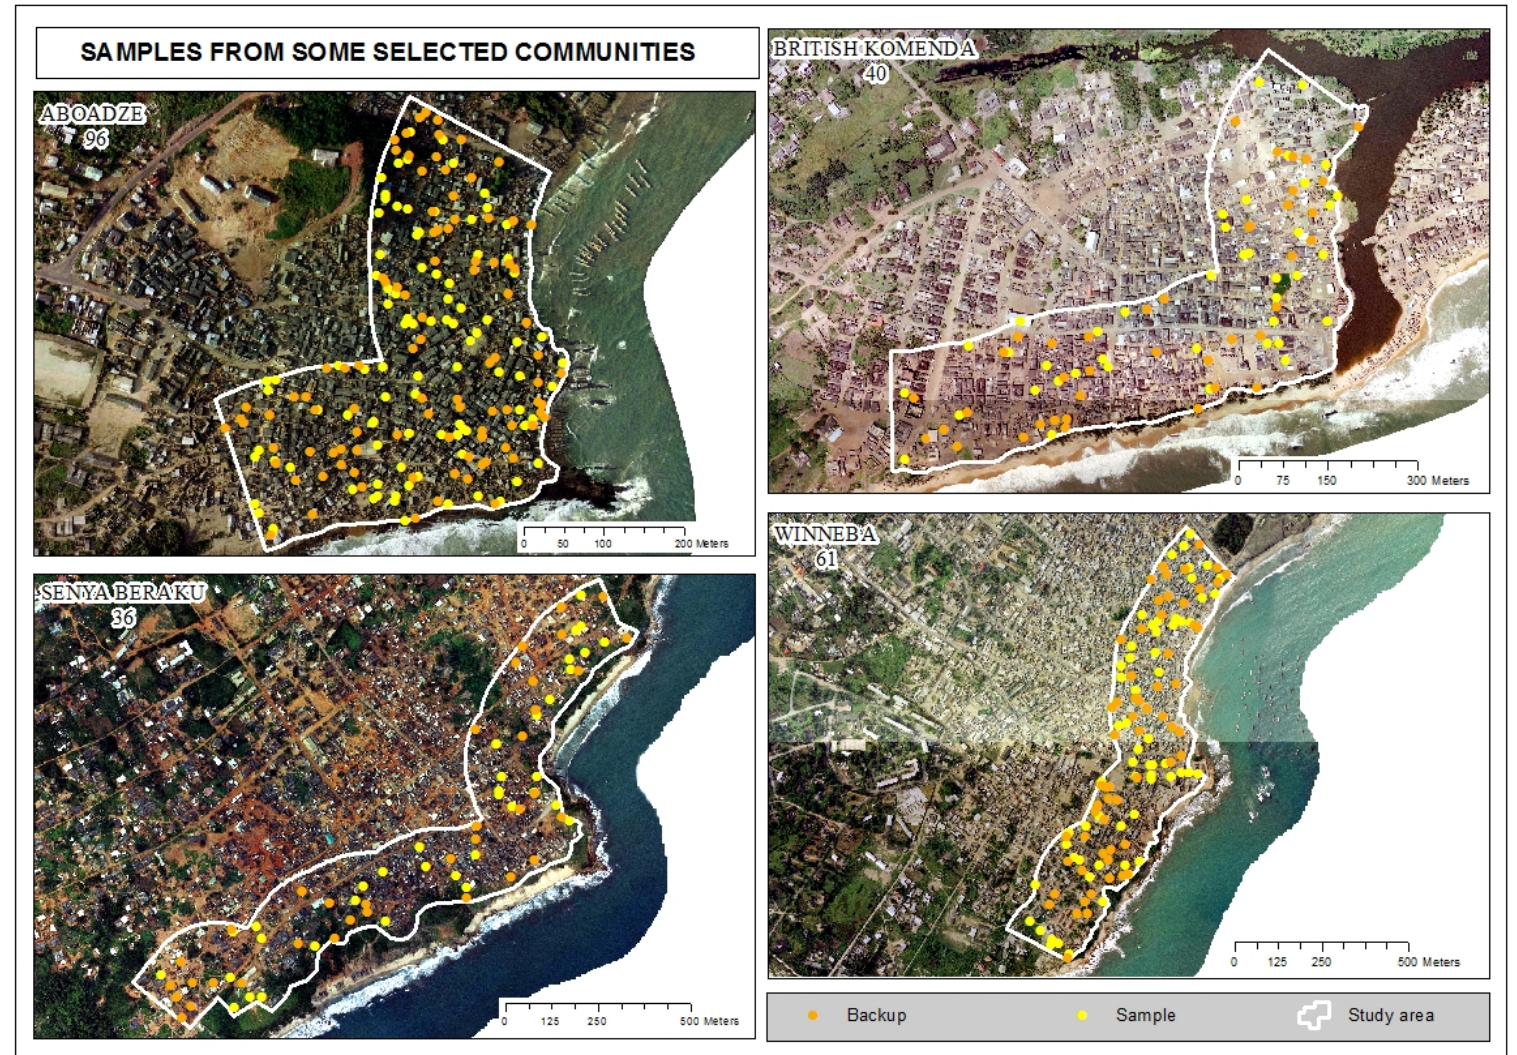 SAMPLES FROM SOME SELECTED COMMUNITIES
ABOADZE
96
0 50 100 200 Meters
BRITISH KOMENDA
40
0 75 150 300 Meters
SENYA BERAKU
36
0 125 250 500 Meters
WINNEBA
61
0 125 250 500 Meters
Backup Sample Study area